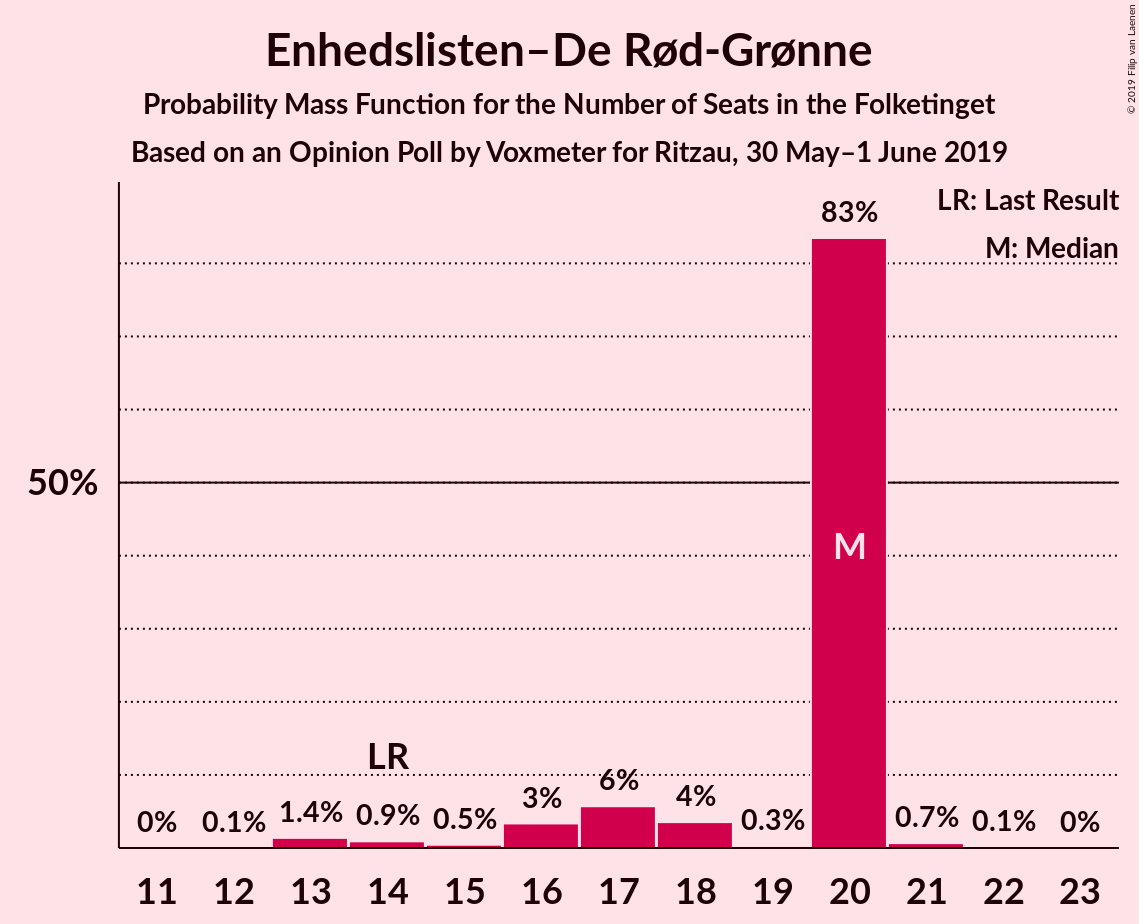 Enhedslisten–De Rød-Grønne
Probability Mass Function for the Number of Seats in the Folketinget
Based on an Opinion Poll by Voxmeter for Ritzau, 30 May–1 June 2019
© 2019 Filip van Laenen
LR: Last Result
M: Median
83%
50%
M
LR
0% 0.1% 1.4% 0.9% 0.5% 3% 6% 4% 0.3% 0.7% 0.1% 0%
11 12 13 14 15 16 17 18 19 20 21 22 23